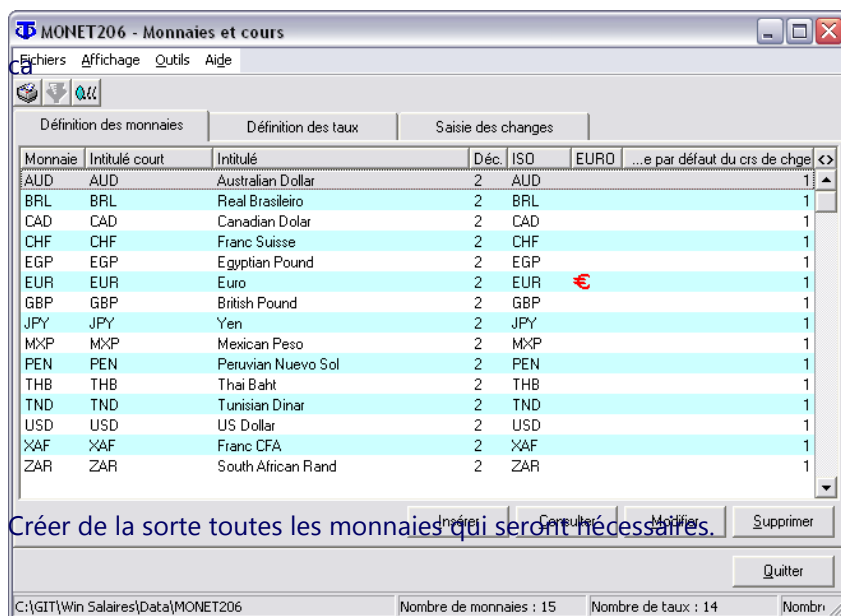 MONET206 - Monnaies et cours
Fichiers Affichage Outils Aide
ca
all
Définition des monnaies Définition des taux Saisie des changes
Monnaie Intitulé court Intitulé Déc. ISO EURO ...e par défaut du crs de chge <>
AUD AUD Australian Dollar 2 AUD 1
BRL BRL Real Brasileiro 2 BRL 1
CAD CAD Canadian Dolar 2 CAD 1
CHF CHF Franc Suisse 2 CHF 1
EGP EGP Egyptian Pound 2 EGP 1
EUR EUR Euro 2 EUR € 1
GBP GBP British Pound 2 GBP 1
JPY JPY Yen 2 JPY 1
MXP MXP Mexican Peso 2 MXP 1
PEN PEN Peruvian Nuevo Sol 2 PEN 1
THB THB Thai Baht 2 THB 1
TND TND Tunisian Dinar 2 TND 1
USD USD US Dollar 2 USD 1
XAF XAF Franc CFA 2 XAF 1
ZAR ZAR South African Rand 2 ZAR 1
Insérer Consulter Modifier Supprimer
Créer de la sorte toutes les monnaies qui seront nécessaires.
Quitter
C:\GIT\Win Salaires\Data\MONET206 Nombre de monnaies : 15 Nombre de taux : 14 Nombr